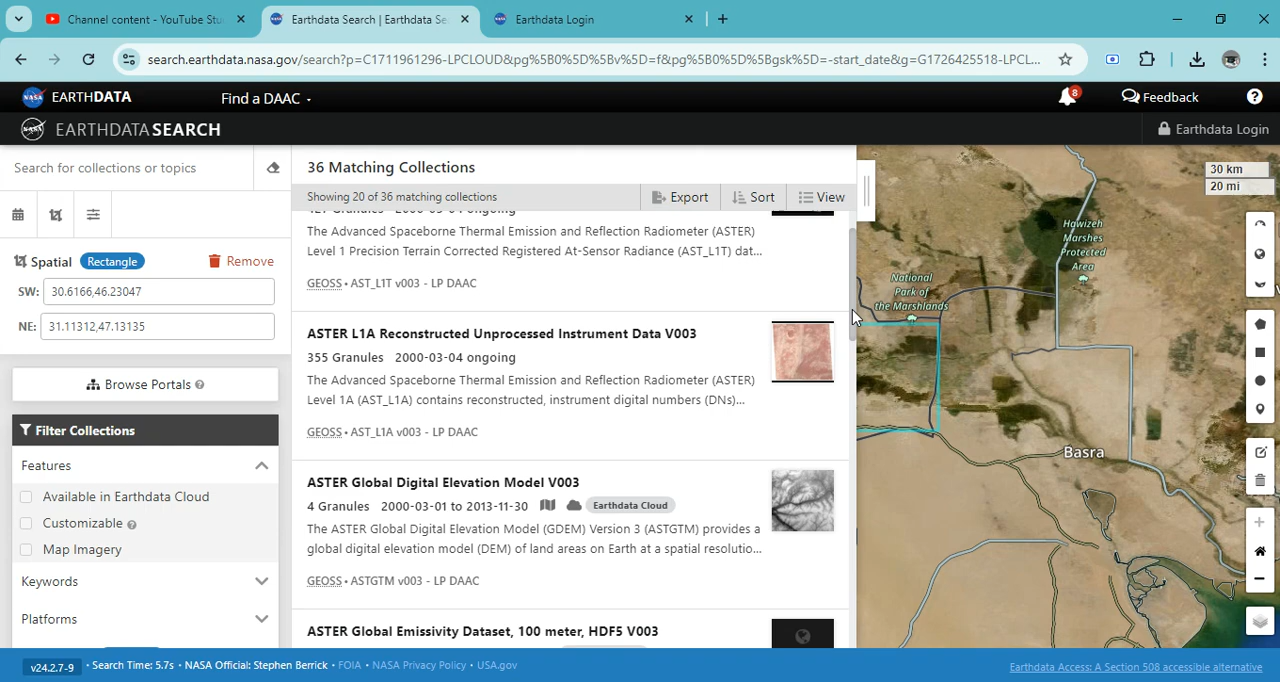 Channel content - YouTube Stu
Earthdata Search | Earthdata Se
Earthdata Login
search.earthdata.nasa.gov/search?p=C1711961296-LPCLOUD&pg%5B0%5D%5Bv%5D=f&pg%5B0%5D%5Bgsk%5D=-start_date&g=G1726425518-LPCL...
NASA
EARTHDATA
Find a DAAC
8
Feedback
?
NASA
EARTHDATA SEARCH
Earthdata Login
Search for collections or topics
36 Matching Collections
Showing 20 of 36 matching collections
Export
Sort
View
Spatial
Rectangle
Remove
SW:
30.6166,46.23047
NE:
31.11312,47.13135
Browse Portals
Filter Collections
Features
Available in Earthdata Cloud
Customizable
Map Imagery
Keywords
Platforms
The Advanced Spaceborne Thermal Emission and Reflection Radiometer (ASTER)
Level 1 Precision Terrain Corrected Registered At-Sensor Radiance (AST_L1T) dat...
GEOSS • AST_L1T v003 - LP DAAC
ASTER L1A Reconstructed Unprocessed Instrument Data V003
355 Granules 2000-03-04 ongoing
The Advanced Spaceborne Thermal Emission and Reflection Radiometer (ASTER)
Level 1A (AST_L1A) contains reconstructed, instrument digital numbers (DNs)...
GEOSS • AST_L1A v003 - LP DAAC
ASTER Global Digital Elevation Model V003
4 Granules 2000-03-01 to 2013-11-30 Earthdata Cloud
The ASTER Global Digital Elevation Model (GDEM) Version 3 (ASTGTM) provides a
global digital elevation model (DEM) of land areas on Earth at a spatial resolutio...
GEOSS • ASTGTM v003 - LP DAAC
ASTER Global Emissivity Dataset, 100 meter, HDF5 V003
30 km
20 mi
Hawizeh
Marshes
Protected
Area
National
Park of
the Marshlands
Basra
v24.2.7-9
• Search Time: 5.7s • NASA Official: Stephen Berrick • FOIA • NASA Privacy Policy • USA.gov
Earthdata Access: A Section 508 accessible alternative